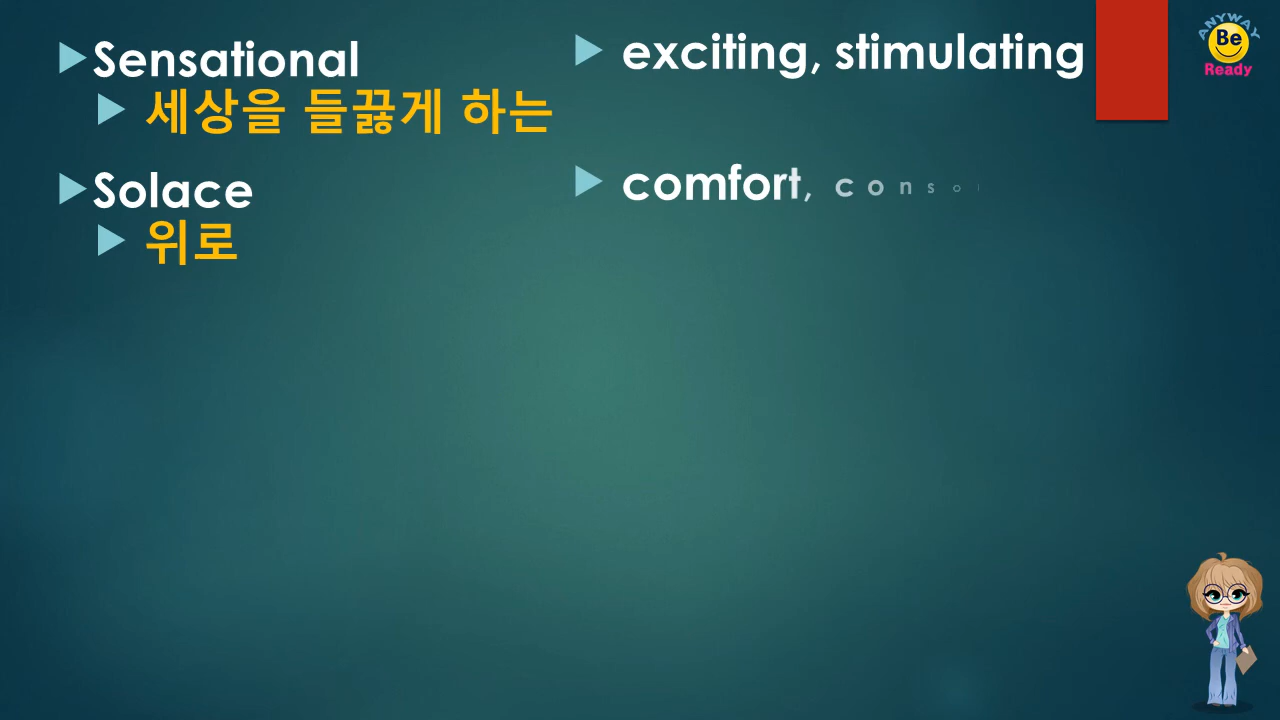 Sensational
세상을 들끓게 하는
Solace
위로
exciting, stimulating
comfort,
ANYWAY
Be
Ready